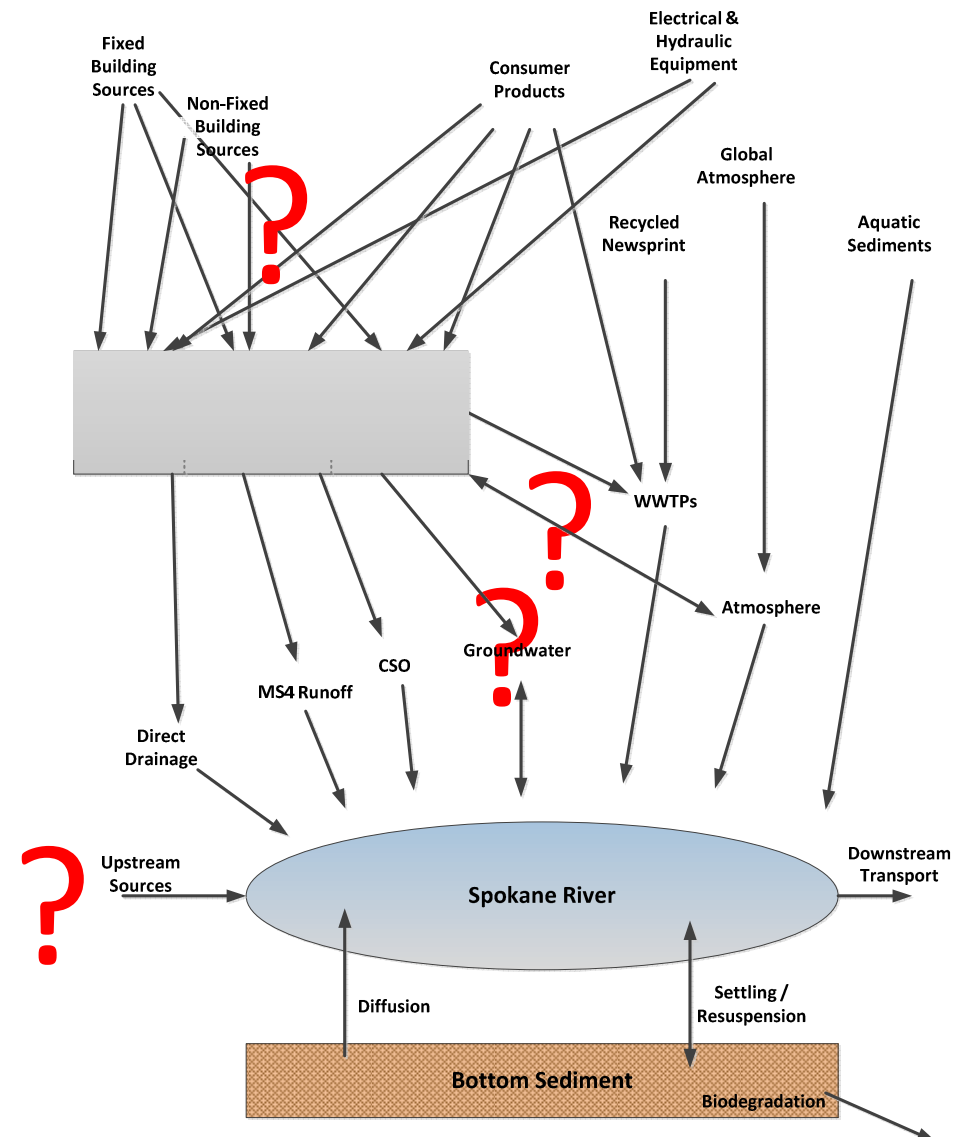 Electrical &
Hydraulic
Equipment
Fixed
Building
Sources
Consumer
Products
Non-Fixed
Building
Sources
Global
Atmosphere
?
Recycled
Newsprint
Aquatic
Sediments
?
WWTPs
?
Atmosphere
Groundwater
CSO
MS4 Runoff
Direct
Drainage
?
Upstream
Sources
Spokane River
Downstream
Transport
Diffusion
Settling /
Resuspension
Bottom Sediment
Biodegradation